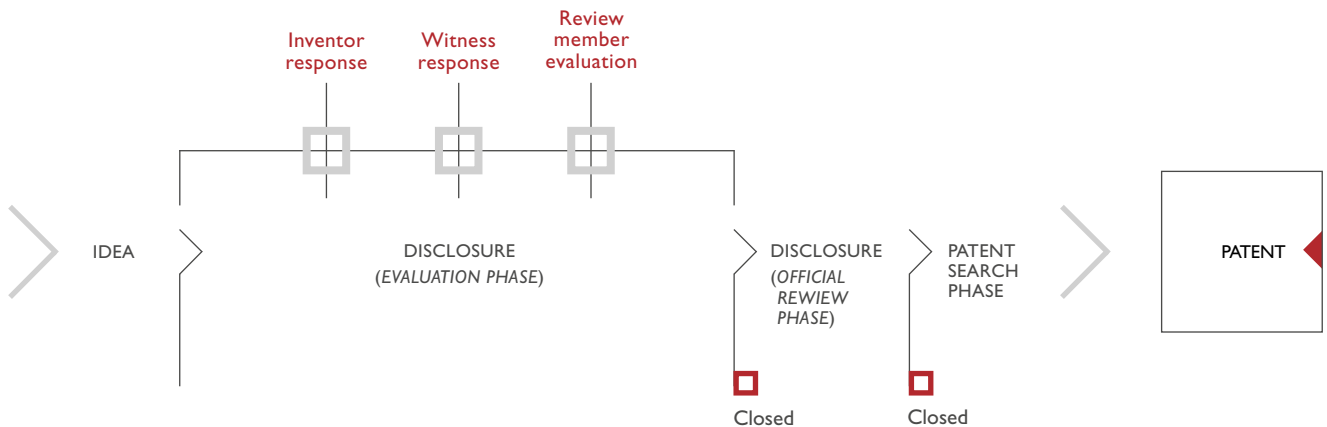 Inventor
response
Witness
response
Review
member
evaluation
IDEA
DISCLOSURE
(EVALUATION PHASE)
DISCLOSURE
(OFFICIAL
REWIEW
PHASE)
PATENT
SEARCH
PHASE
PATENT
Closed
Closed